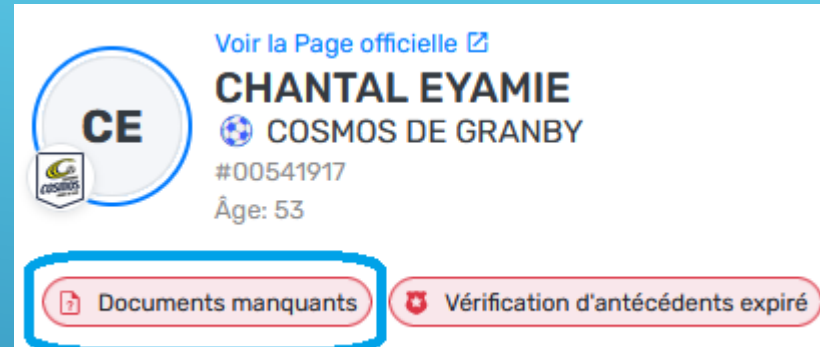 Voir la Page officielle
CHANTAL EYAMIE
CE
COSMOS DE GRANBY
#00541917
COSMOS
Âge: 53
Documents manquants
Vérification d'antécédents expiré